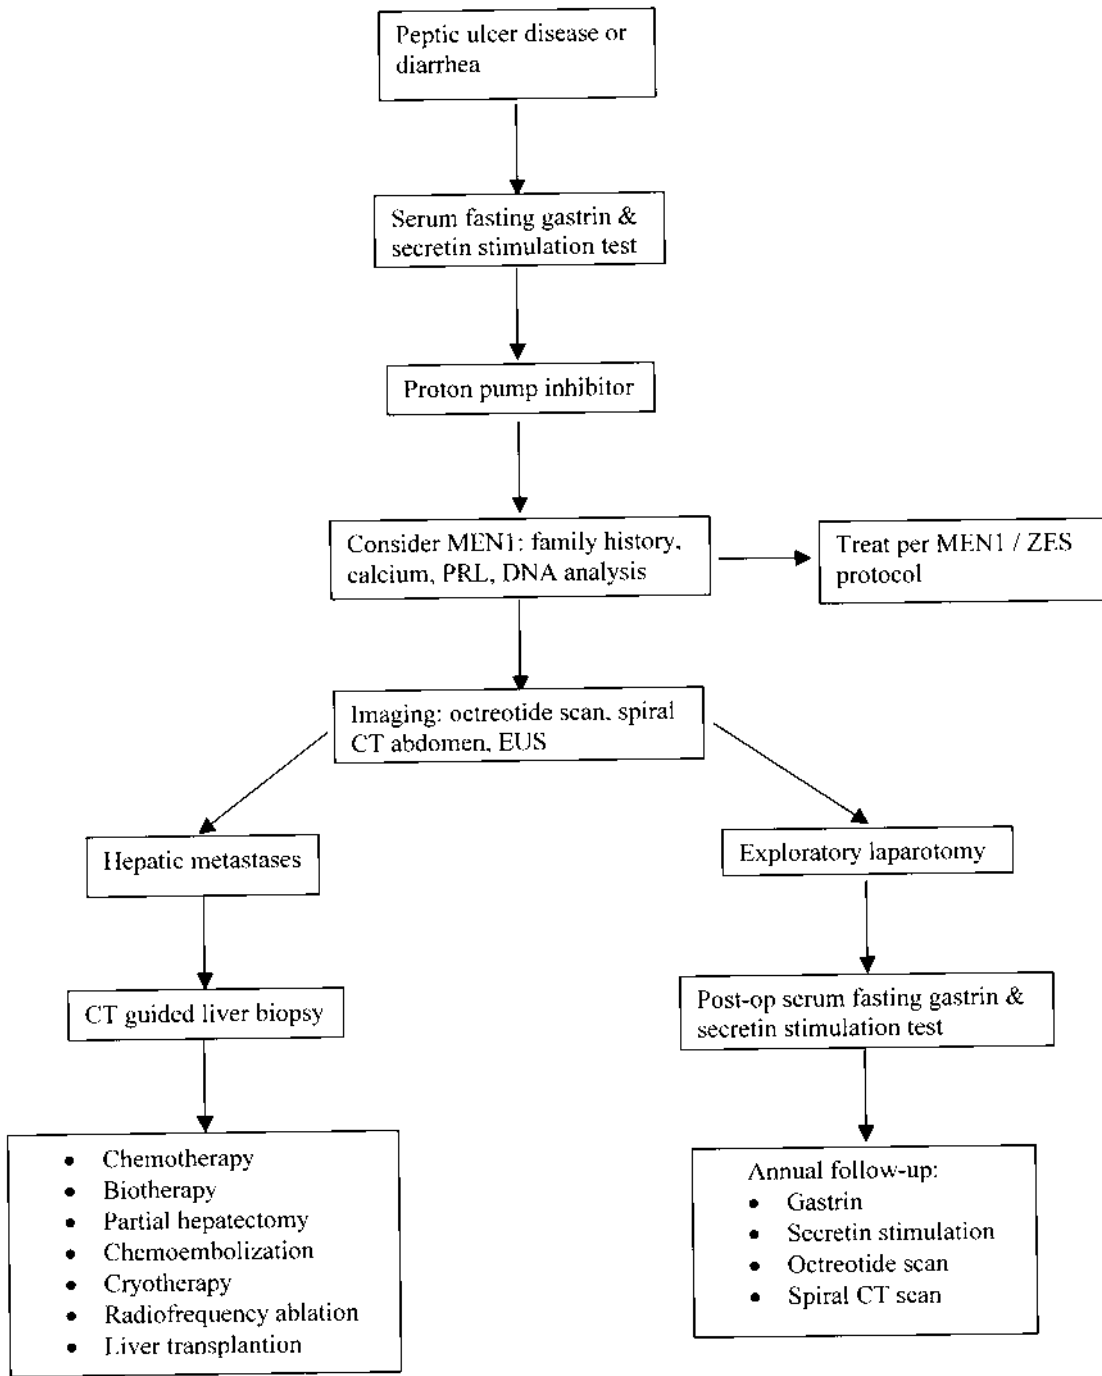 Peptic ulcer disease or
diarrhea
Serum fasting gastrin &
secretin stimulation test
Proton pump inhibitor
Consider MEN1: family history,
calcium, PRL, DNA analysis
Treat per MEN1 / ZES
protocol
Imaging: octreotide scan, spiral
CT abdomen, EUS
Hepatic metastases
Exploratory laparotomy
CT guided liver biopsy
Post-op serum fasting gastrin &
secretin stimulation test
• Chemotherapy
• Biotherapy
• Partial hepatectomy
• Chemoembolization
• Cryotherapy
• Radiofrequency ablation
• Liver transplantion
Annual follow-up:
• Gastrin
• Secretin stimulation
• Octreotide scan
• Spiral CT scan